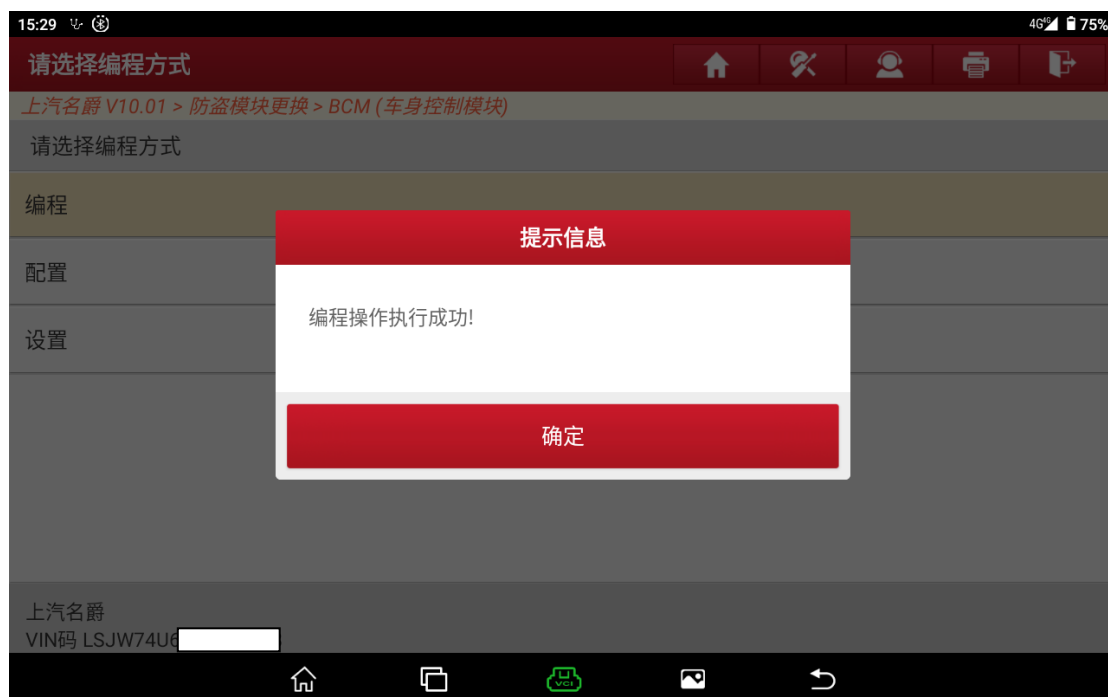 15:29 4G 4G 75%
请选择编程方式
上汽名爵 V10.01 > 防盗模块更换 > BCM (车身控制模块)
请选择编程方式
编程
提示信息
配置
编程操作执行成功!
设置
确定
上汽名爵
VIN码 LSJW74U6
VCI